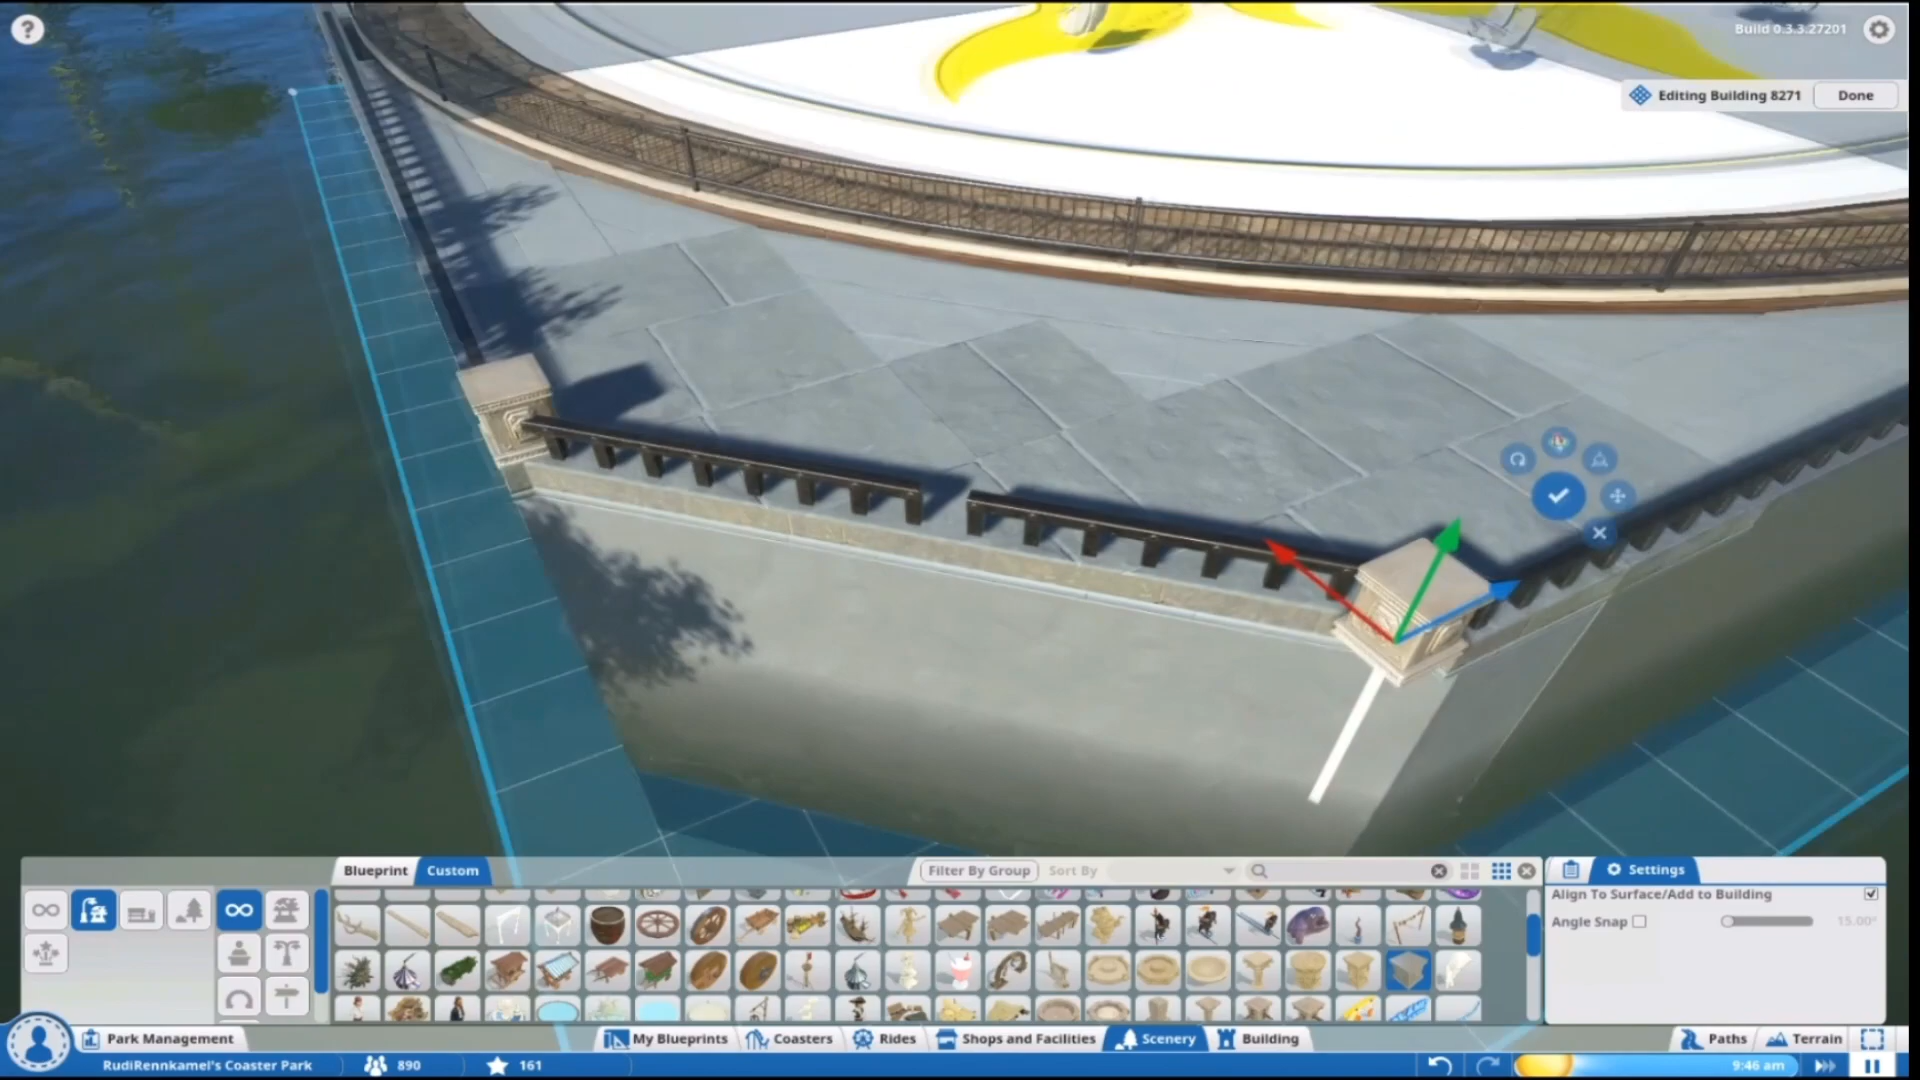 Build 0.3.3.27201
Editing Building 8271 Done
Blueprint Custom Filter By Group Sort By Settings
Align To Surface/Add to Building
Angle Snap 15.00°
Park Management My Blueprints Coasters Rides Shops and Facilities Scenery Building Paths Terrain
RudiRennkamel's Coaster Park 890 161 9:46 am